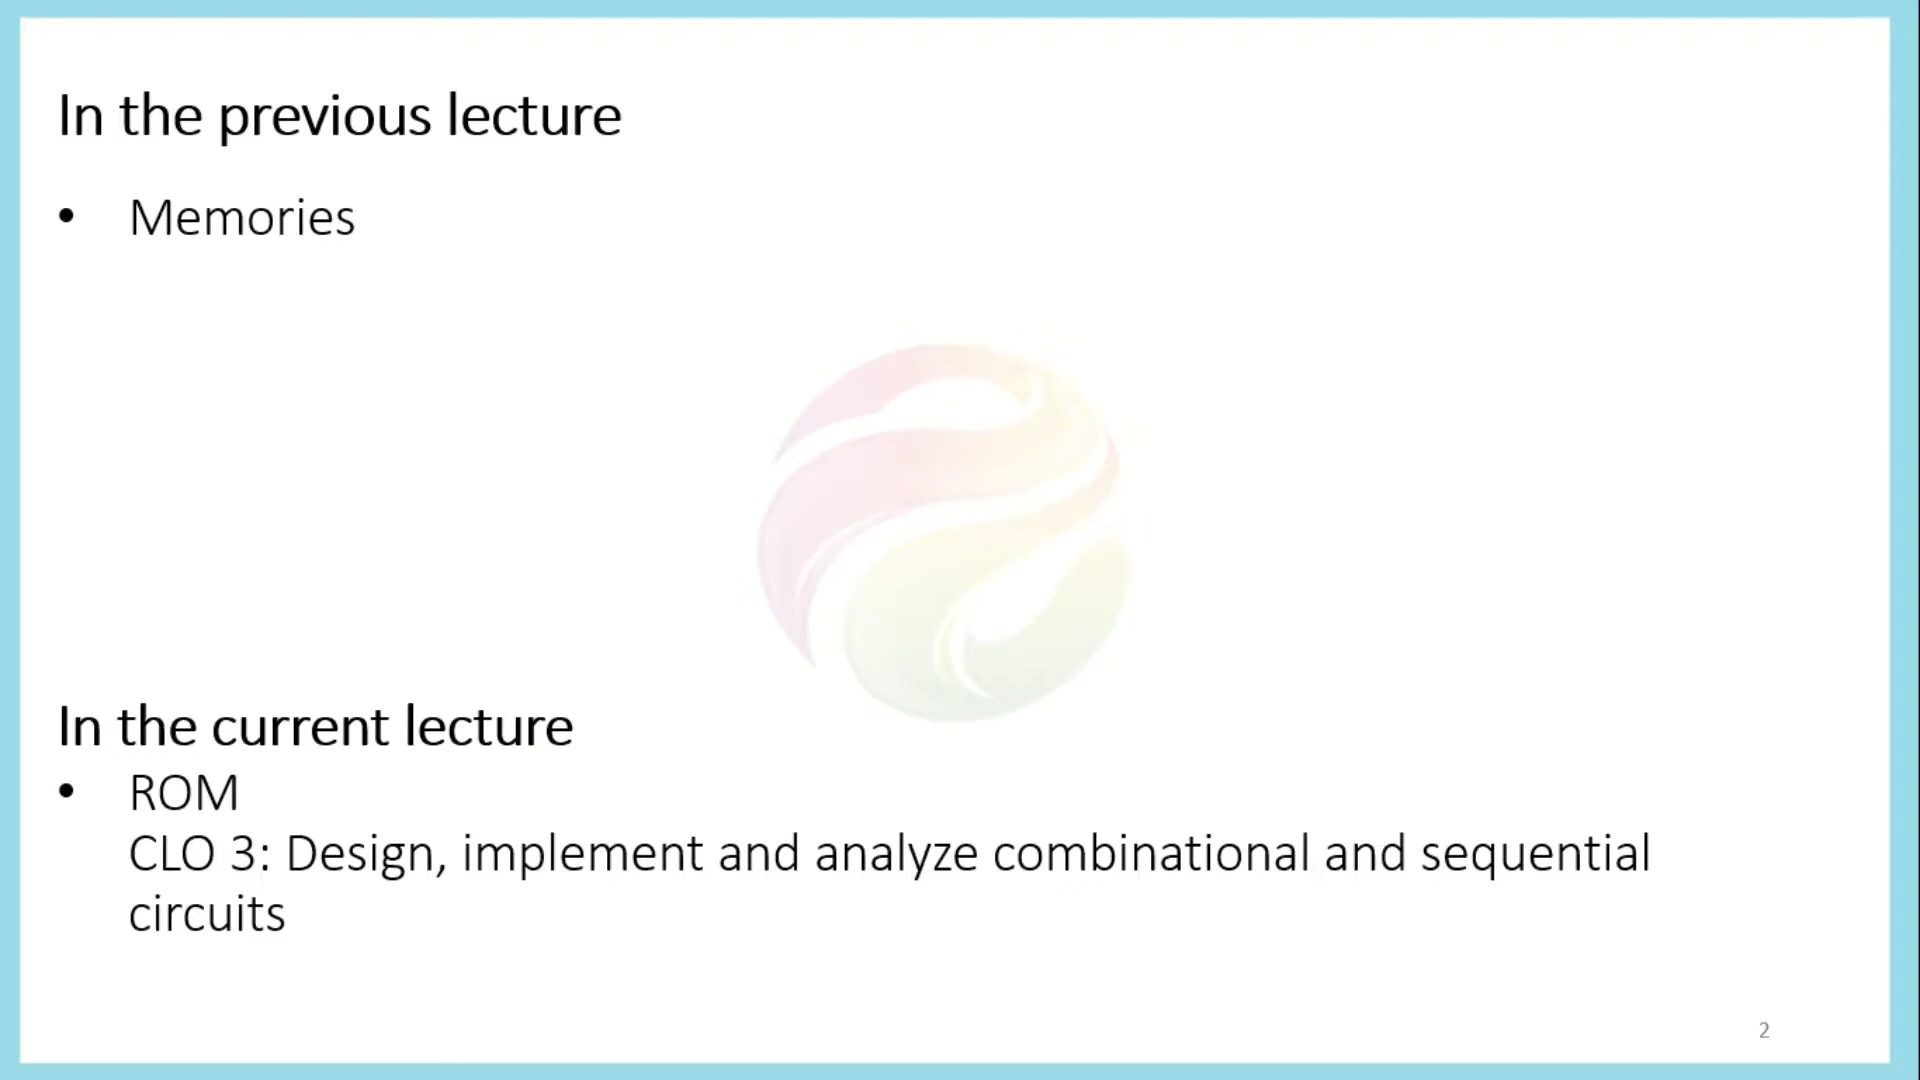 In the previous lecture
• Memories
In the current lecture
• ROM
CLO 3: Design, implement and analyze combinational and sequential
circuits
2